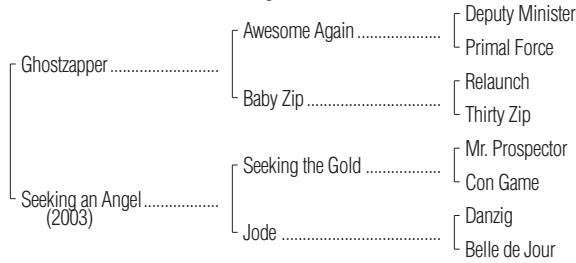 Deputy Minister
Awesome Again ..................
Primal Force
Ghostzapper .......................
Relaunch
Baby Zip .............................
Thirty Zip
Mr. Prospector
Seeking the Gold ................
Con Game
Seeking an Angel ................
(2003)
Danzig
Jode ...................................
Belle de Jour